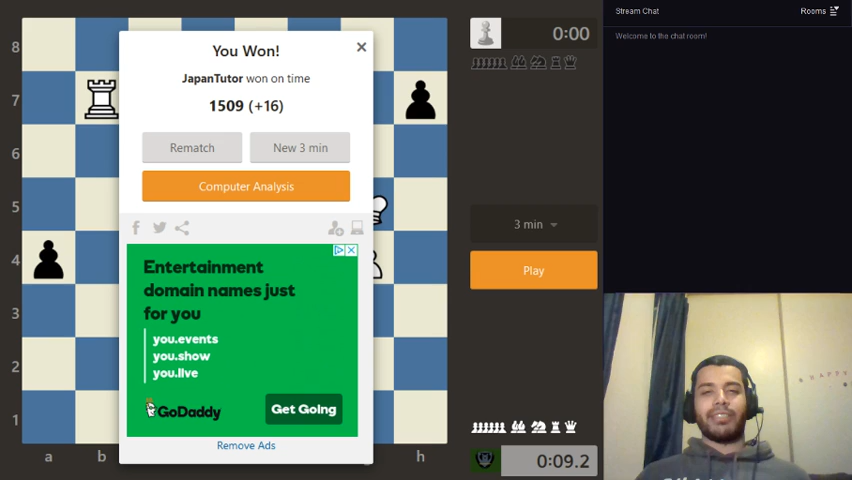 8
7
6
5
4
3
2
1
a
b
h
You Won!
JapanTutor won on time
1509 (+16)
Rematch
New 3 min
Computer Analysis
Entertainment
domain names just
for you
you.events
you.show
you.live
GoDaddy
Get Going
Remove Ads
0:00
3 min
Play
0:09.2
Stream Chat
Rooms
Welcome to the chat room!